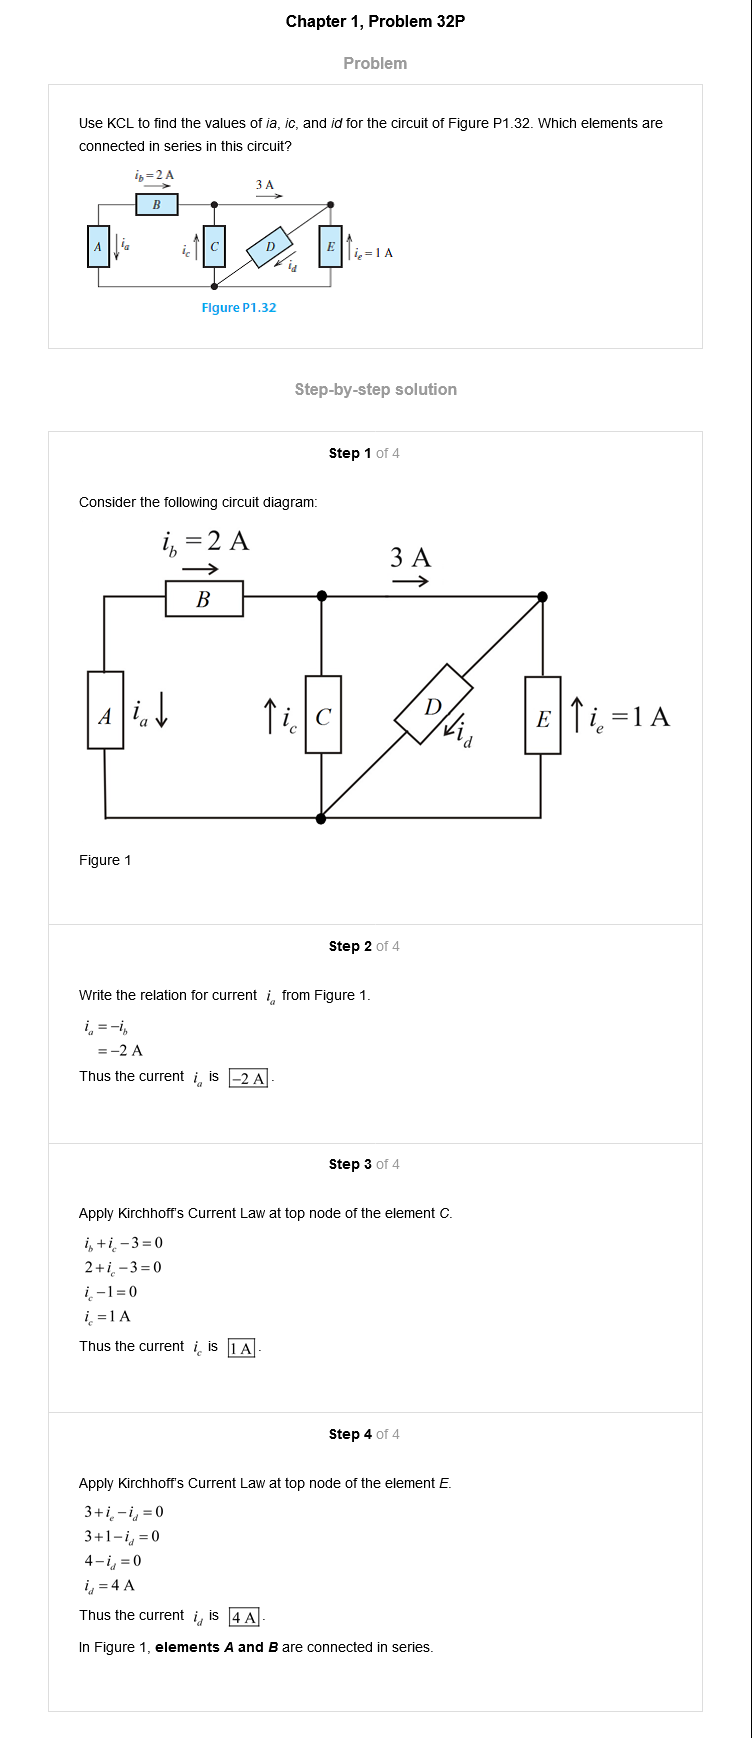 Chapter 1, Problem 32P
Problem
Use KCL to find the values of ia, ic, and id for the circuit of Figure P1.32. Which elements are
connected in series in this circuit?
i_b = 2 A
3 A
B
A
i_a
i_c
C
D
i_d
E
i_e = 1 A
Figure P1.32
Step-by-step solution
Step 1 of 4
Consider the following circuit diagram:
i_b = 2 A
3 A
B
A
i_a
i_c
C
D
i_d
E
i_e = 1 A
Figure 1
Step 2 of 4
Write the relation for current i_a from Figure 1.
i_a = −i_b
= −2 A
Thus the current i_a is −2 A.
Step 3 of 4
Apply Kirchhoff's Current Law at top node of the element C.
i_b + i_c − 3 = 0
2 + i_c − 3 = 0
i_c − 1 = 0
i_c = 1 A
Thus the current i_c is 1 A.
Step 4 of 4
Apply Kirchhoff's Current Law at top node of the element E.
3 + i_e − i_d = 0
3 + 1 − i_d = 0
4 − i_d = 0
i_d = 4 A
Thus the current i_d is 4 A.
In Figure 1, elements A and B are connected in series.